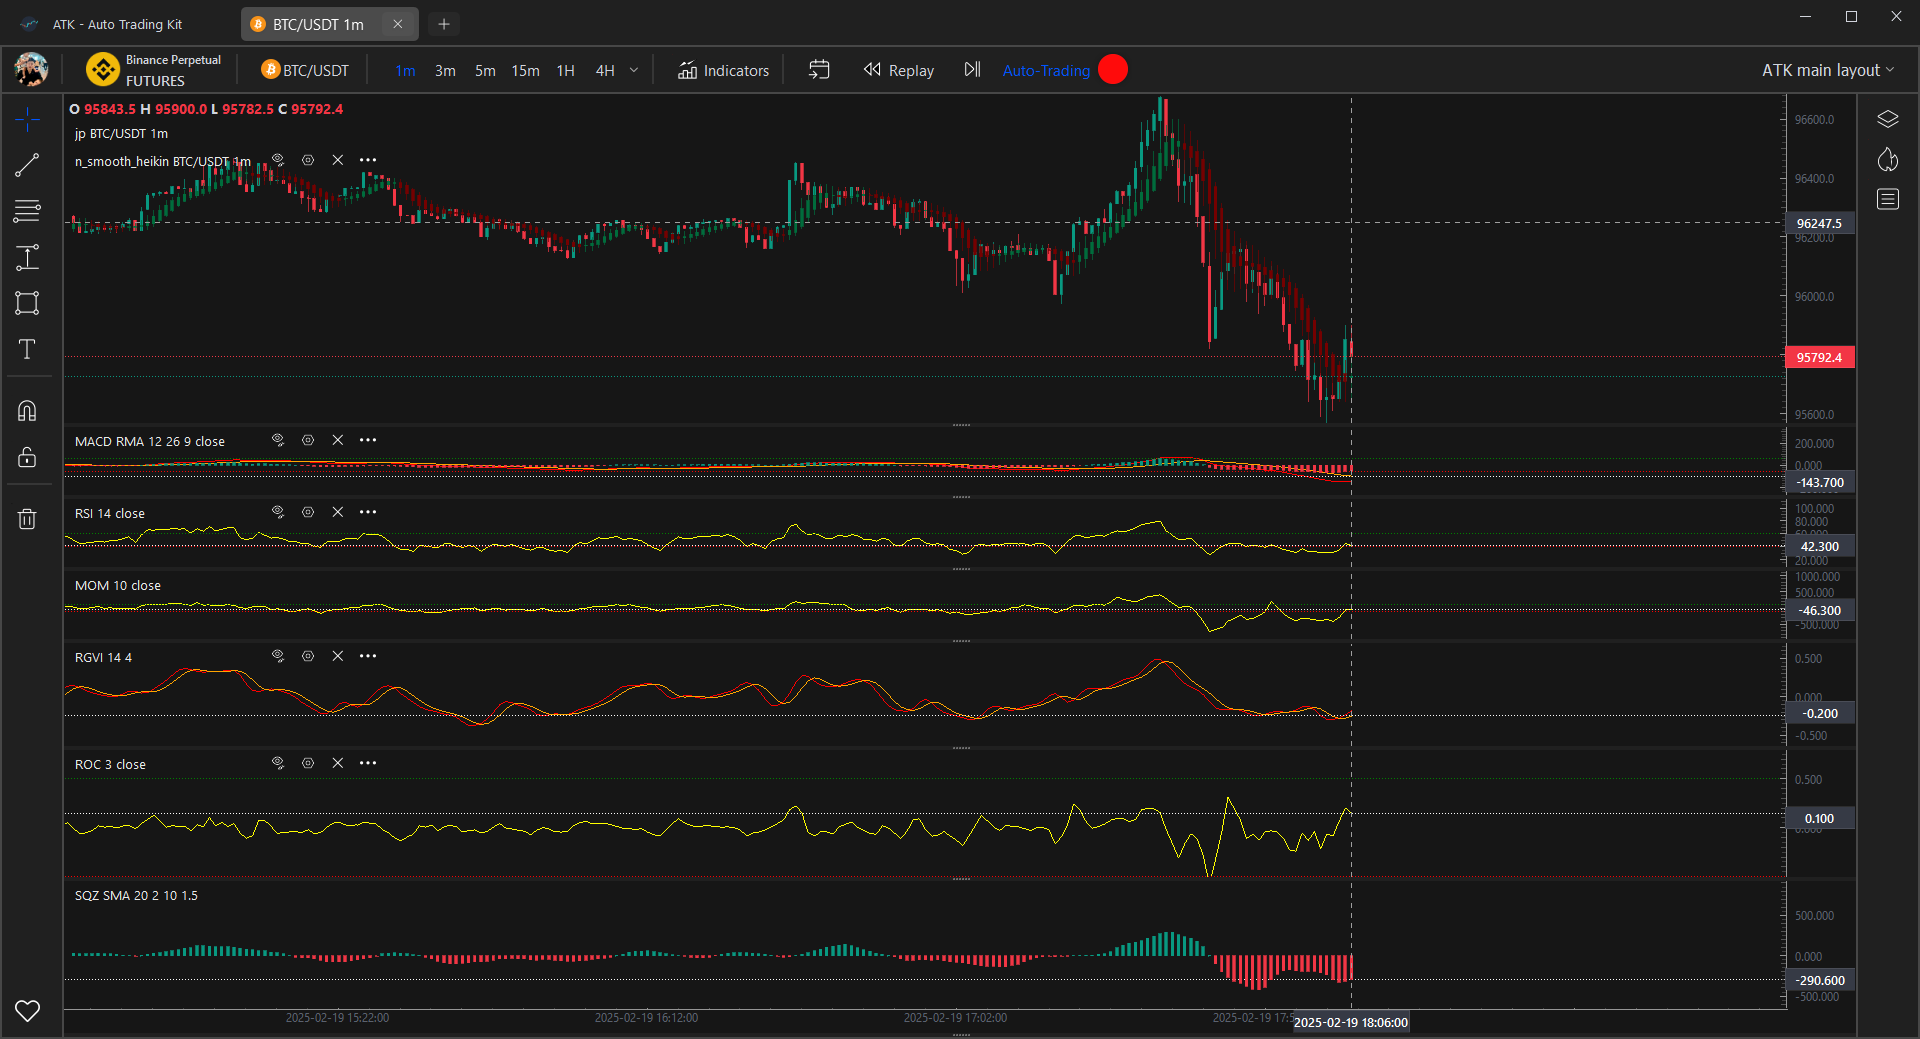 ATK - Auto Trading Kit
BTC/USDT 1m
Binance Perpetual
FUTURES
BTC/USDT
1m 3m 5m 15m 1H 4H
Indicators
Replay
Auto-Trading
ATK main layout
O 95843.5 H 95900.0 L 95782.5 C 95792.4
jp BTC/USDT 1m
n_smooth_heikin BTC/USDT 1m
96600.0
96400.0
96247.5
96200.0
96000.0
95792.4
95600.0
MACD RMA 12 26 9 close
200.000
0.000
-143.700
RSI 14 close
100.000
80.000
42.300
20.000
MOM 10 close
1000.000
500.000
-46.300
-500.000
RGVI 14 4
0.500
0.000
-0.200
-0.500
ROC 3 close
0.500
0.100
0.000
SQZ SMA 20 2 10 1.5
500.000
0.000
-290.600
-500.000
2025-02-19 15:22:00
2025-02-19 16:12:00
2025-02-19 17:02:00
2025-02-19 17:5
2025-02-19 18:06:00